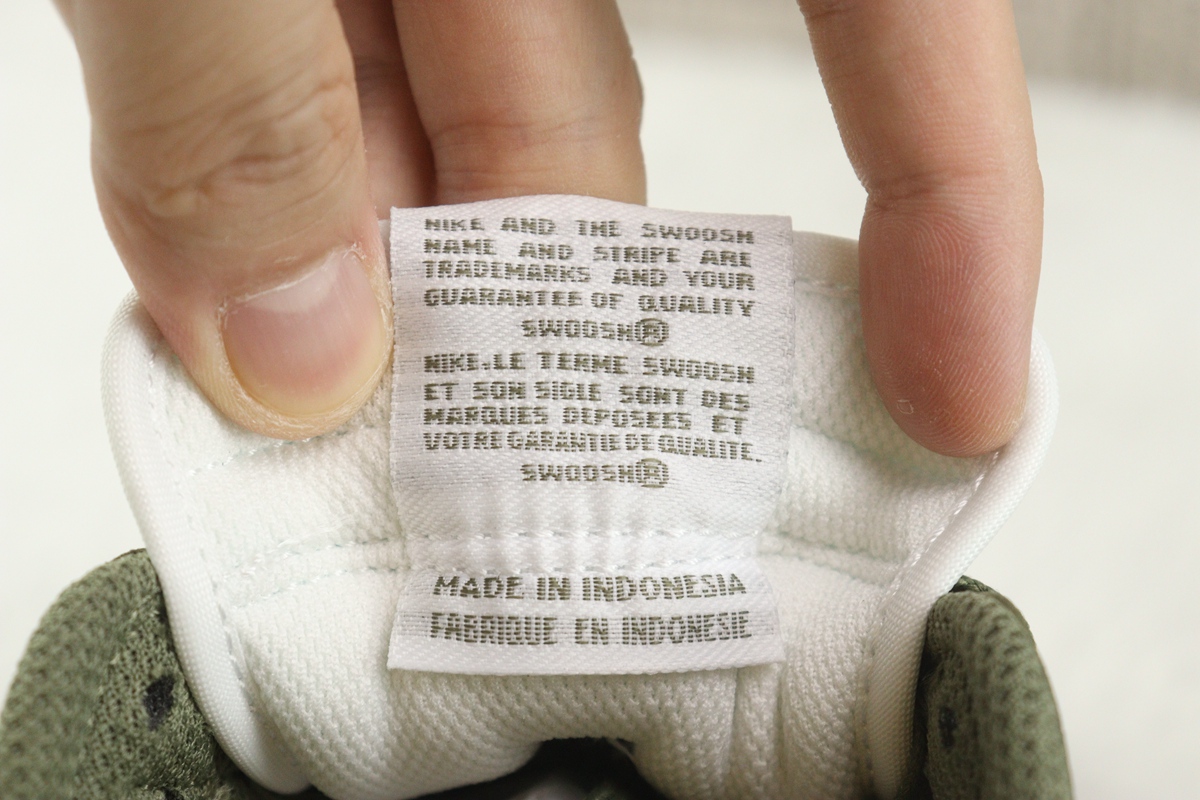 NIKE AND THE SWOOSH
NAME AND STRIPE ARE
TRADEMARKS AND YOUR
GUARANTEE OF QUALITY
SWOOSH®
NIKE.LE TERME SWOOSH
ET SON SIGLE SONT DES
MARQUES DEPOSEES ET
VOTRE GARANTIE DE QUALITE.
SWOOSH®
MADE IN INDONESIA
FABRIQUE EN INDONESIE